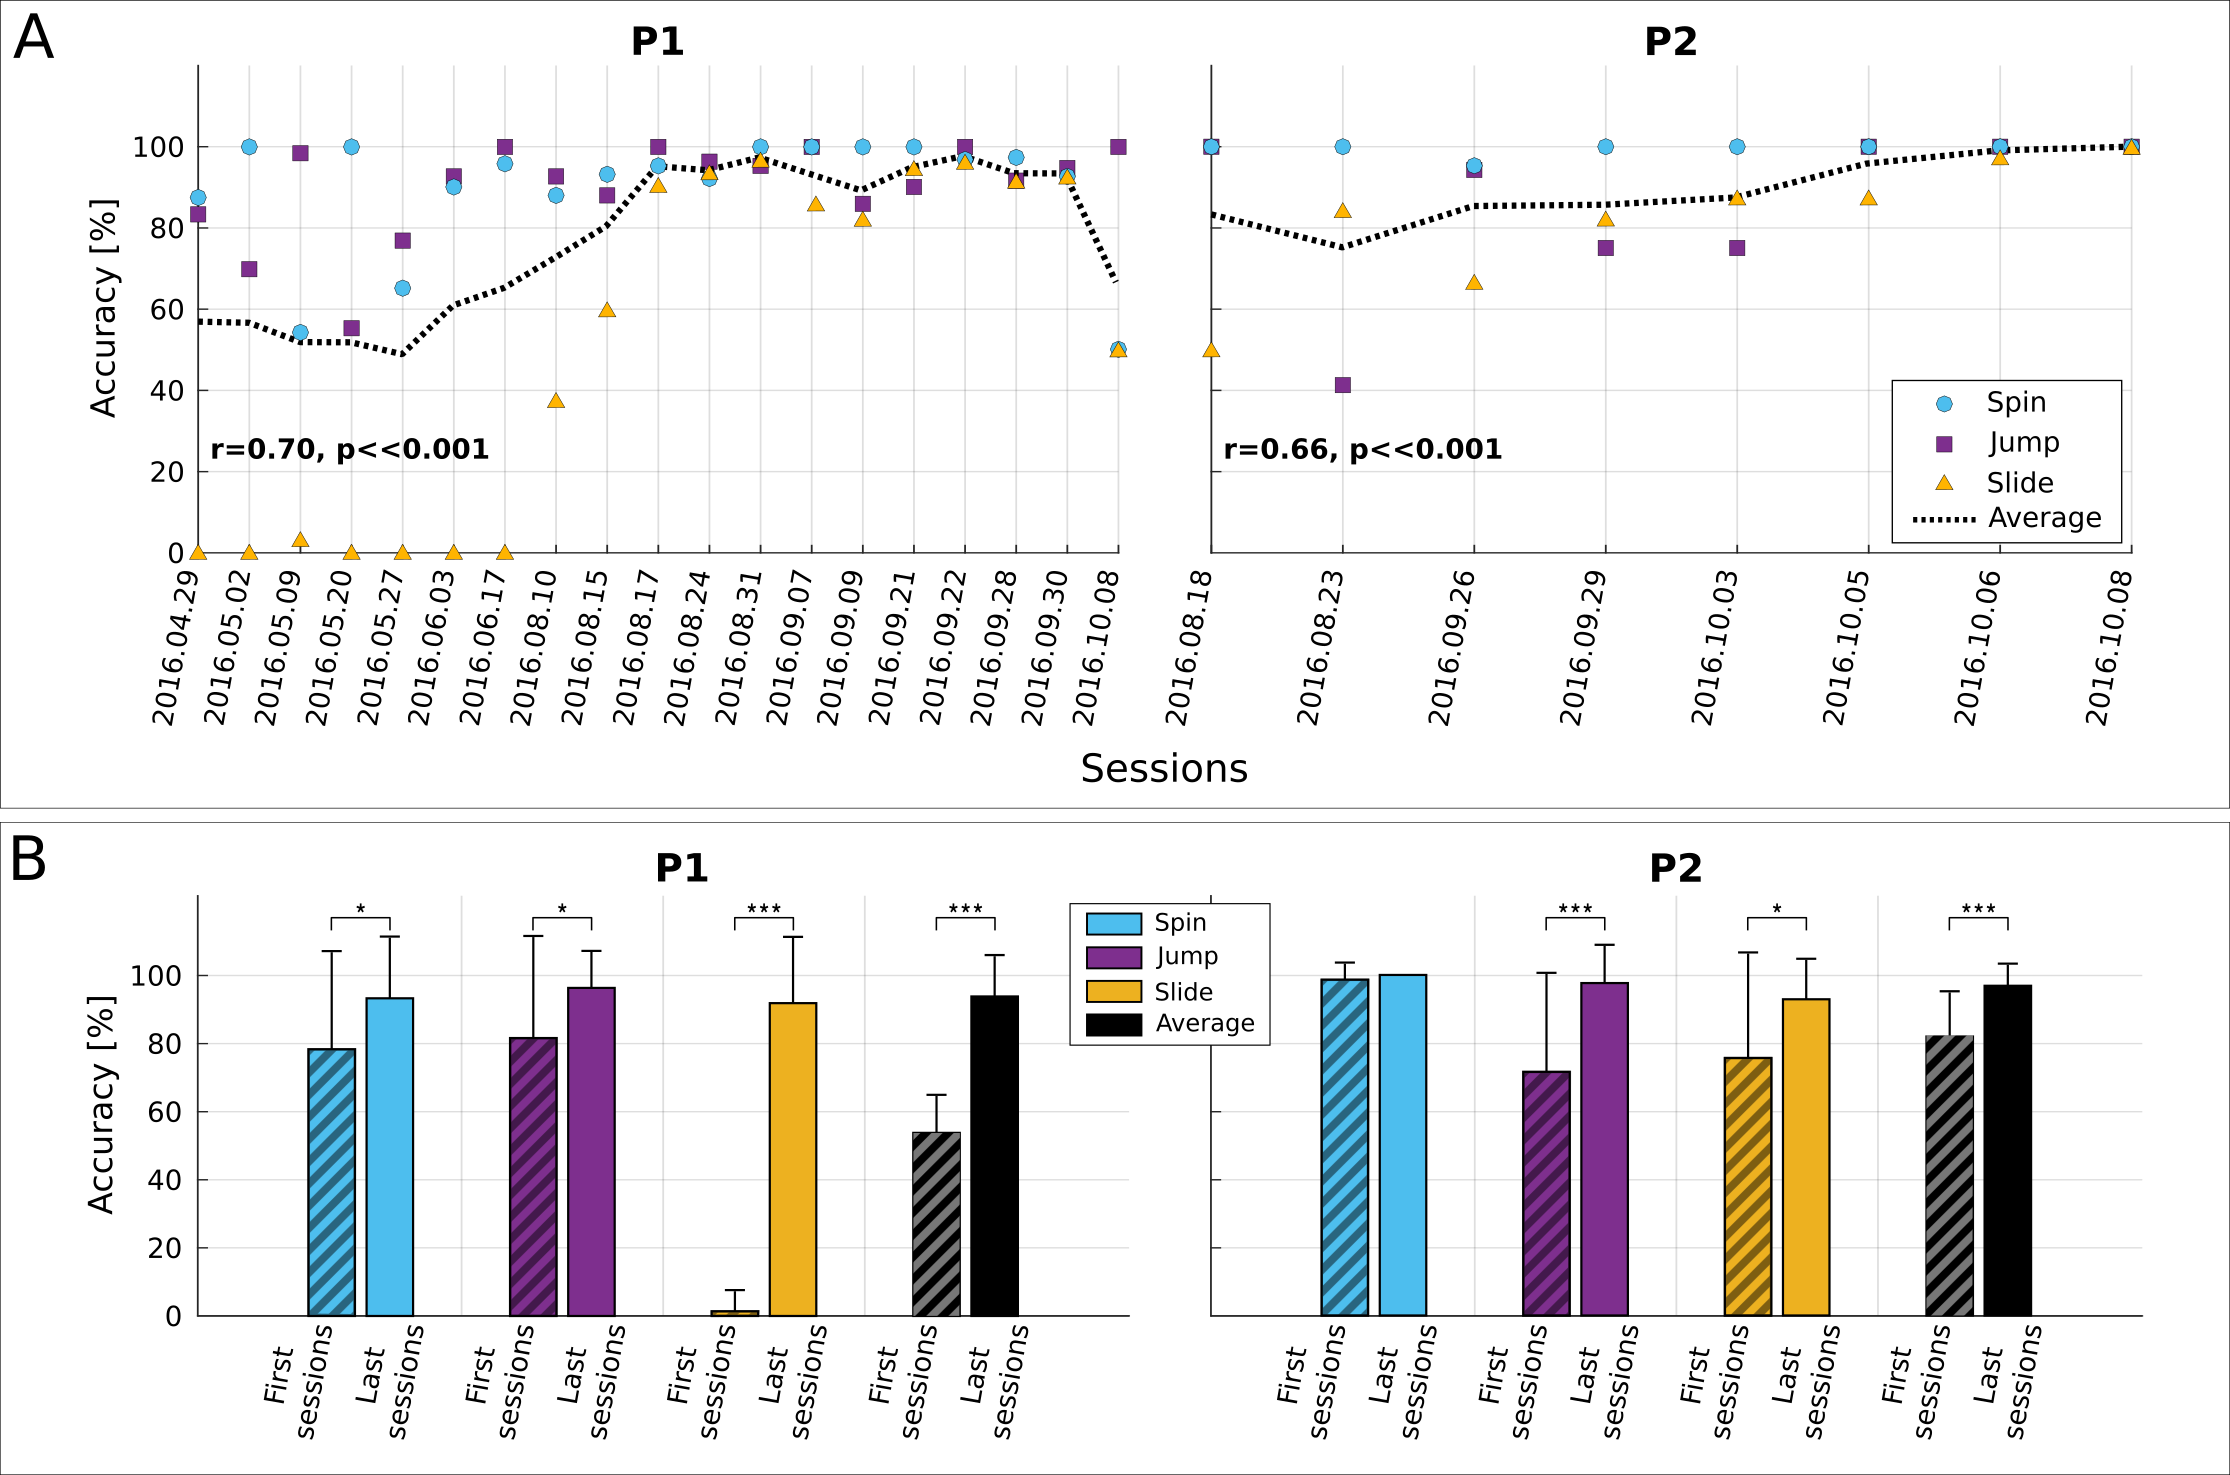 A
P1
P2
Accuracy [%]
100
80
60
40
20
0
r=0.70, p<<0.001
r=0.66, p<<0.001
Spin
Jump
Slide
Average
2016.04.29
2016.05.02
2016.05.09
2016.05.20
2016.05.27
2016.06.03
2016.06.17
2016.08.10
2016.08.15
2016.08.17
2016.08.24
2016.08.31
2016.09.07
2016.09.09
2016.09.21
2016.09.22
2016.09.28
2016.09.30
2016.10.08
2016.08.18
2016.08.23
2016.09.26
2016.09.29
2016.10.03
2016.10.05
2016.10.06
2016.10.08
Sessions
B
P1
P2
Accuracy [%]
100
80
60
40
20
0
*
*
***
***
Spin
Jump
Slide
Average
***
*
***
First
sessions
Last
sessions
First
sessions
Last
sessions
First
sessions
Last
sessions
First
sessions
Last
sessions
First
sessions
Last
sessions
First
sessions
Last
sessions
First
sessions
Last
sessions
First
sessions
Last
sessions